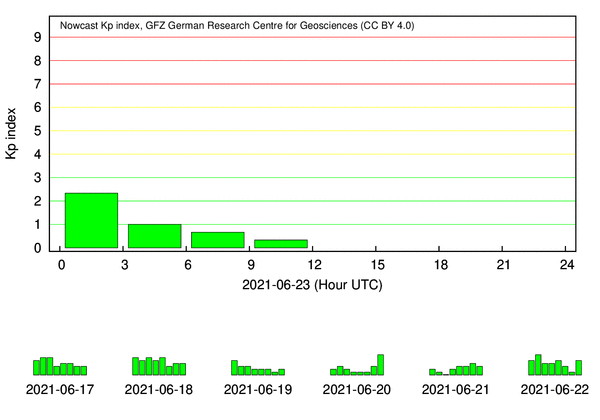 Nowcast Kp index, GFZ German Research Centre for Geosciences (CC BY 4.0)
9
8
7
6
5
4
3
2
1
0
Kp index
0 3 6 9 12 15 18 21 24
2021-06-23 (Hour UTC)
2021-06-17 2021-06-18 2021-06-19 2021-06-20 2021-06-21 2021-06-22